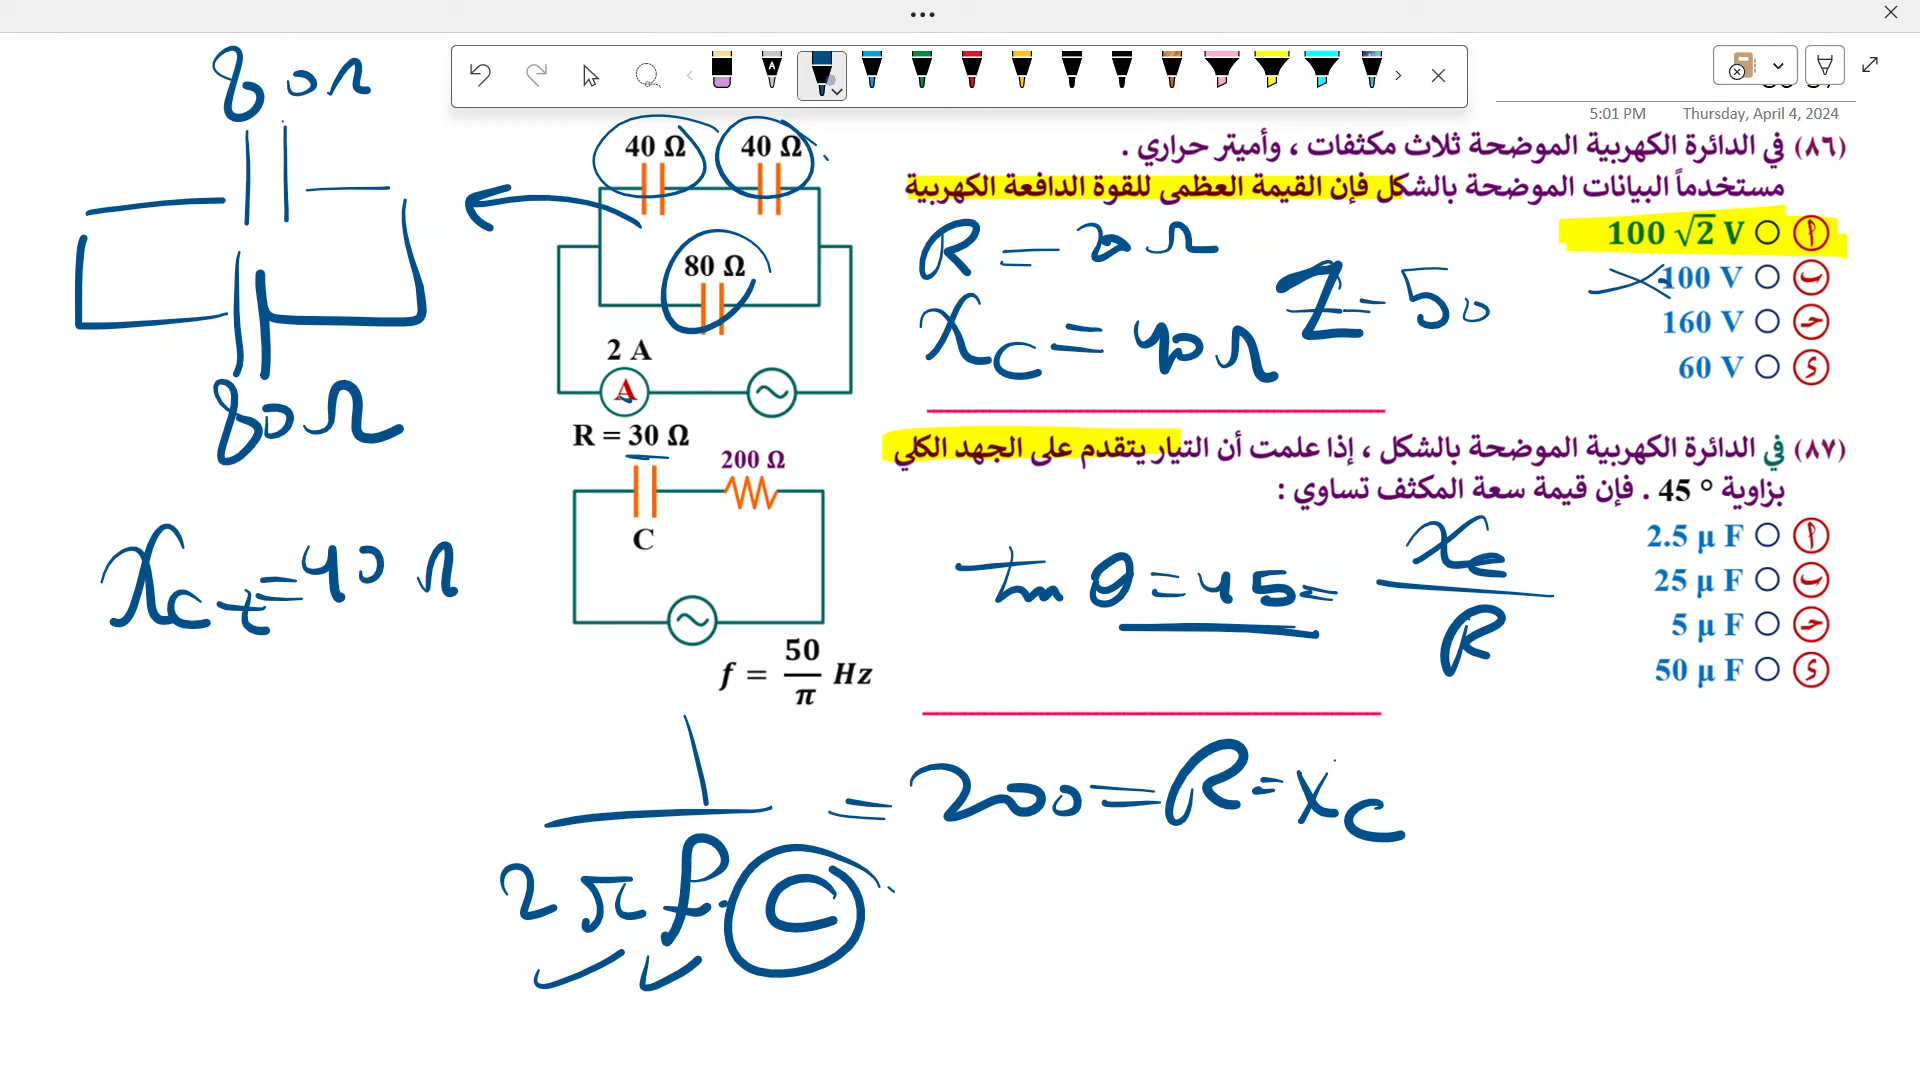 5:01 PM Thursday, April 4, 2024
(٨٦) في الدائرة الكهربية الموضحة ثلاث مكثفات ، وأميتر حراري .
مستخدماً البيانات الموضحة بالشكل فإن القيمة العظمى للقوة الدافعة الكهربية
أ 100 √2 V
ب 100 V
حـ 160 V
د 60 V
40 Ω 40 Ω
80 Ω
2 A
A
R = 30 Ω
80 Ω
80 Ω
Xct = 40 Ω
R =
Xc = 40 Ω
Z = 50
(٨٧) في الدائرة الكهربية الموضحة بالشكل ، إذا علمت أن التيار يتقدم على الجهد الكلي
بزاوية 45 ° . فإن قيمة سعة المكثف تساوي :
أ 2.5 μ F
ب 25 μ F
حـ 5 μ F
د 50 μ F
200 Ω
C
f = 50/π Hz
tan θ = 45 = Xc/R
1/2πfC = 200 = R = Xc